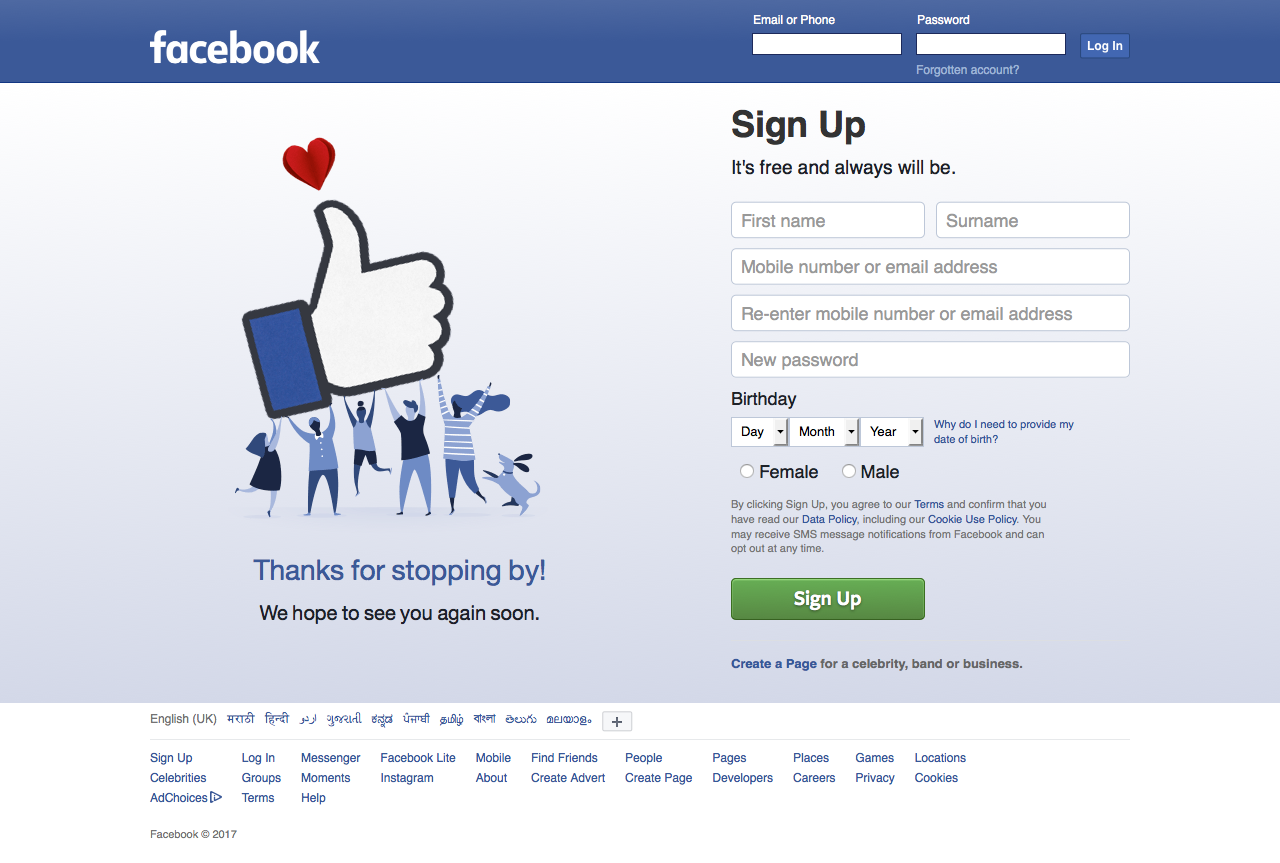 facebook
Email or Phone
Password
Log In
Forgotten account?
Sign Up
It's free and always will be.
First name
Surname
Mobile number or email address
Re-enter mobile number or email address
New password
Birthday
Day Month Year
Why do I need to provide my
date of birth?
Female Male
By clicking Sign Up, you agree to our Terms and confirm that you
have read our Data Policy, including our Cookie Use Policy. You
may receive SMS message notifications from Facebook and can
opt out at any time.
Sign Up
Create a Page for a celebrity, band or business.
Thanks for stopping by!
We hope to see you again soon.
English (UK) मराठी हिन्दी اردو ગુજરાતી ಕನ್ನಡ ਪੰਜਾਬੀ தமிழ் বাংলা తెలుగు മലയാളം +
Sign Up Log In Messenger Facebook Lite Mobile Find Friends People Pages Places Games Locations
Celebrities Groups Moments Instagram About Create Advert Create Page Developers Careers Privacy Cookies
AdChoices Terms Help
Facebook © 2017